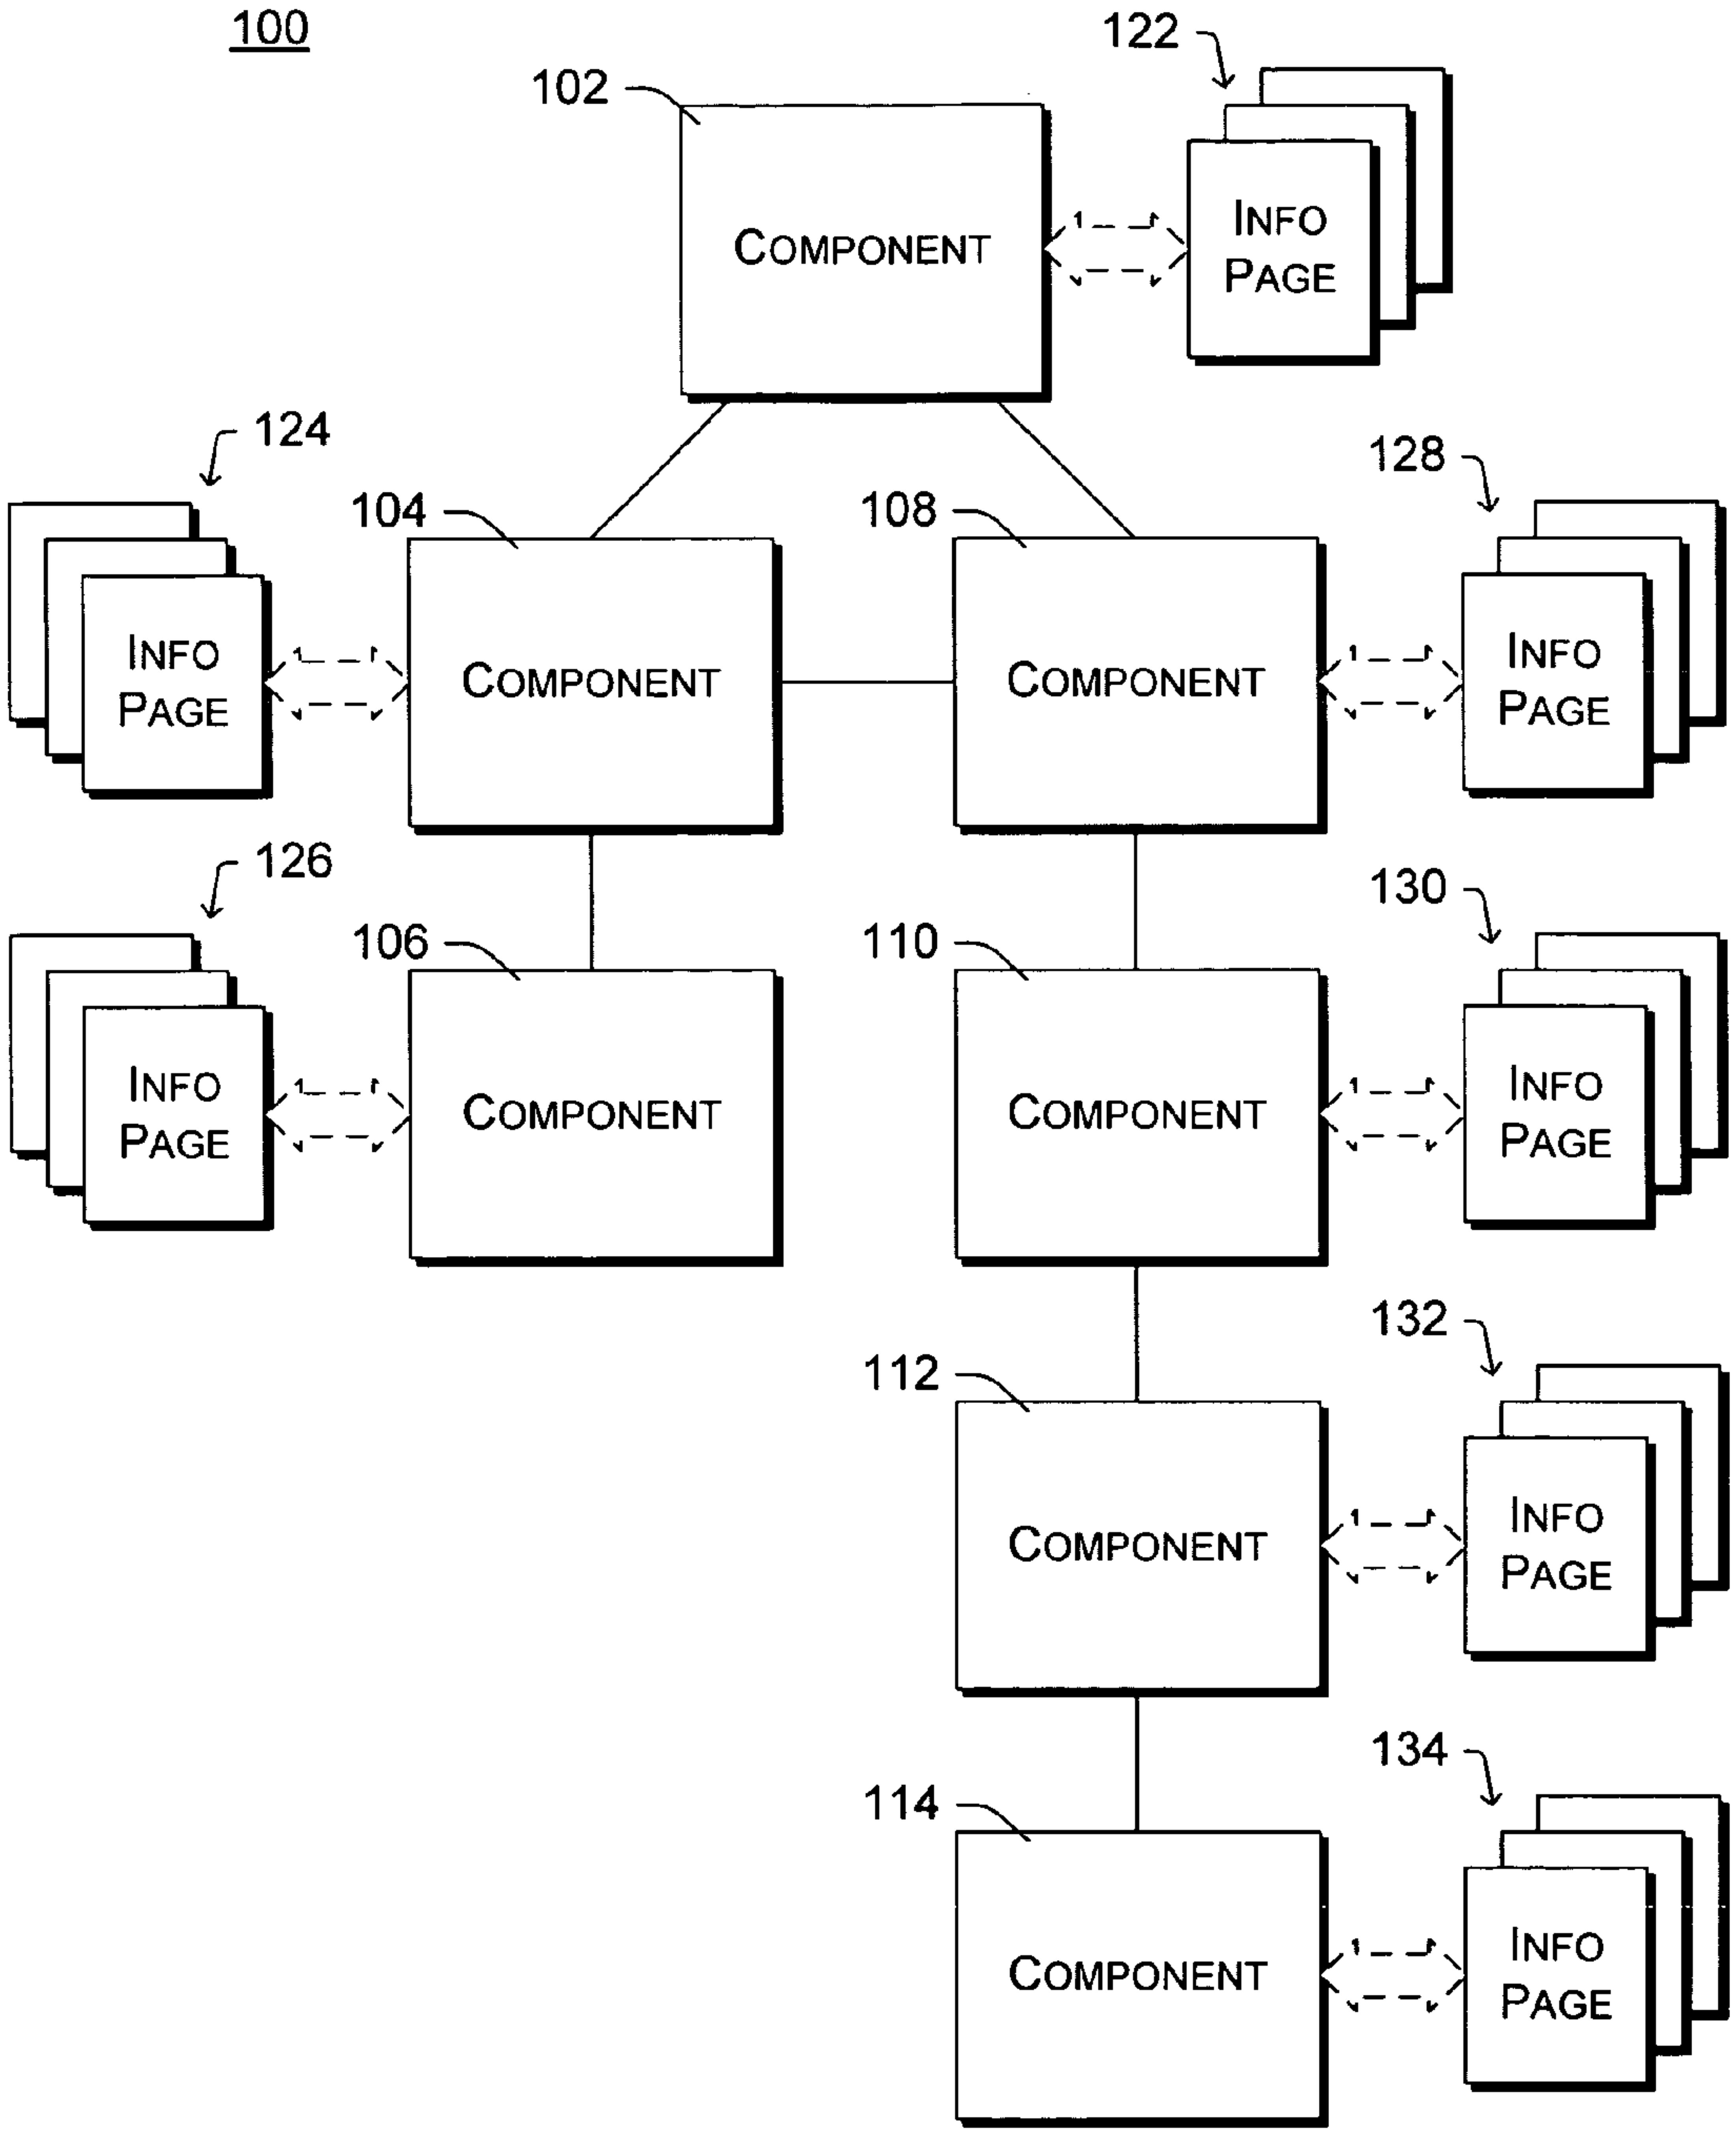 100
122
102
COMPONENT
INFO
PAGE
124
128
104
108
INFO
PAGE
COMPONENT
COMPONENT
INFO
PAGE
126
130
106
110
INFO
PAGE
COMPONENT
COMPONENT
INFO
PAGE
132
112
COMPONENT
INFO
PAGE
134
114
COMPONENT
INFO
PAGE